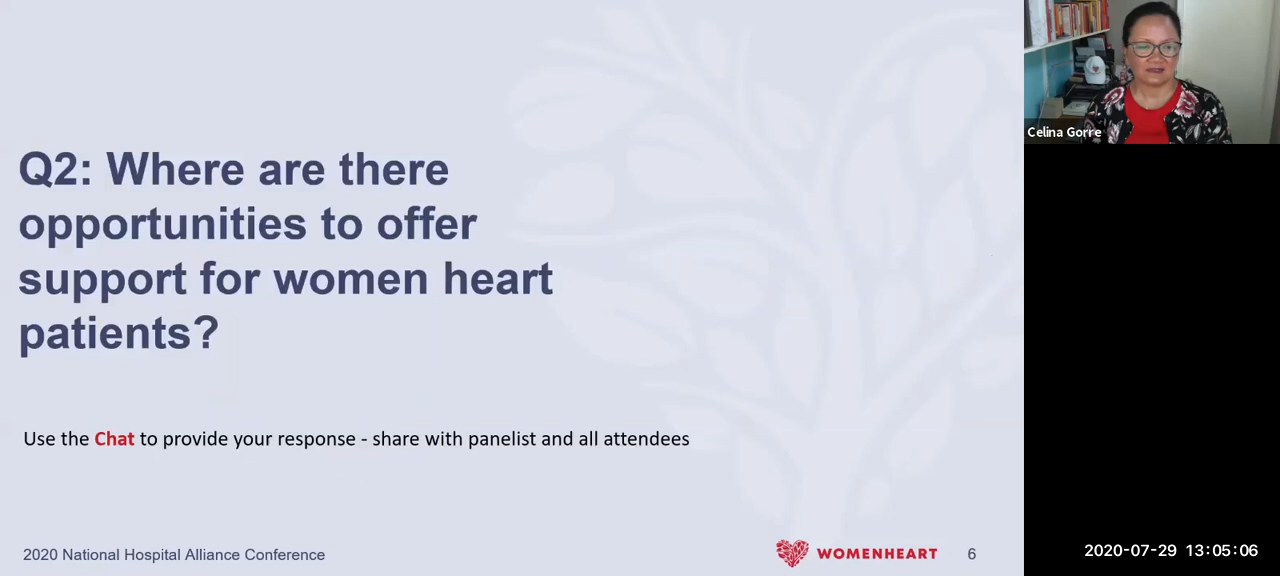 Q2: Where are there
opportunities to offer
support for women heart
patients?
Use the Chat to provide your response - share with panelist and all attendees
2020 National Hospital Alliance Conference
WOMENHEART
6
Celina Gorre
2020-07-29 13:05:06